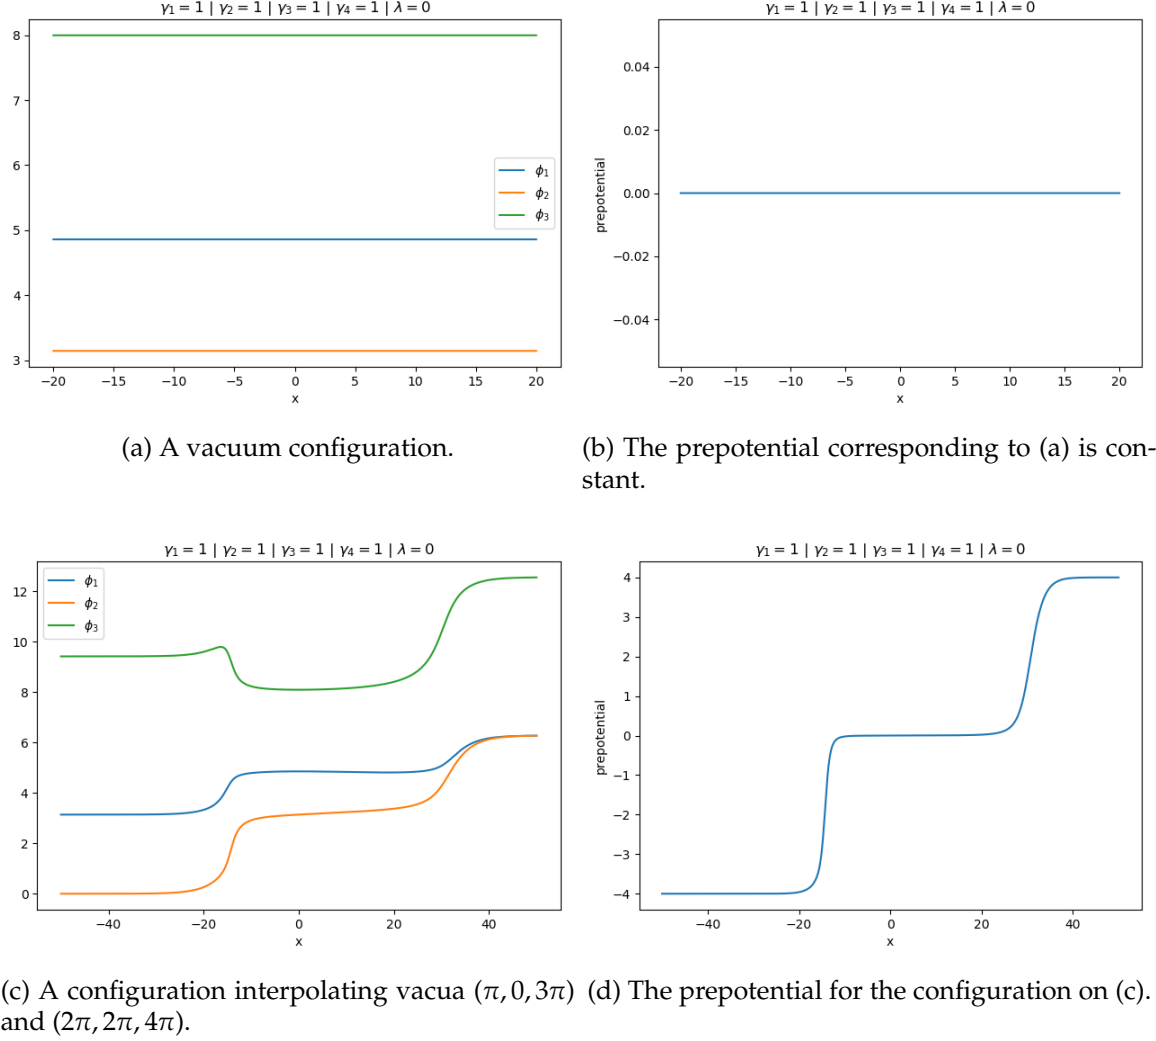 γ₁ = 1 | γ₂ = 1 | γ₃ = 1 | γ₄ = 1 | λ = 0
8
7
6
5
4
3
ϕ₁
ϕ₂
ϕ₃
−20 −15 −10 −5 0 5 10 15 20
x
(a) A vacuum configuration.
γ₁ = 1 | γ₂ = 1 | γ₃ = 1 | γ₄ = 1 | λ = 0
0.04
0.02
0.00
−0.02
−0.04
prepotential
−20 −15 −10 −5 0 5 10 15 20
x
(b) The prepotential corresponding to (a) is con-
stant.
γ₁ = 1 | γ₂ = 1 | γ₃ = 1 | γ₄ = 1 | λ = 0
ϕ₁
ϕ₂
ϕ₃
12
10
8
6
4
2
0
−40 −20 0 20 40
x
(c) A configuration interpolating vacua (π, 0, 3π)
and (2π, 2π, 4π).
γ₁ = 1 | γ₂ = 1 | γ₃ = 1 | γ₄ = 1 | λ = 0
4
3
2
1
0
−1
−2
−3
−4
prepotential
−40 −20 0 20 40
x
(d) The prepotential for the configuration on (c).